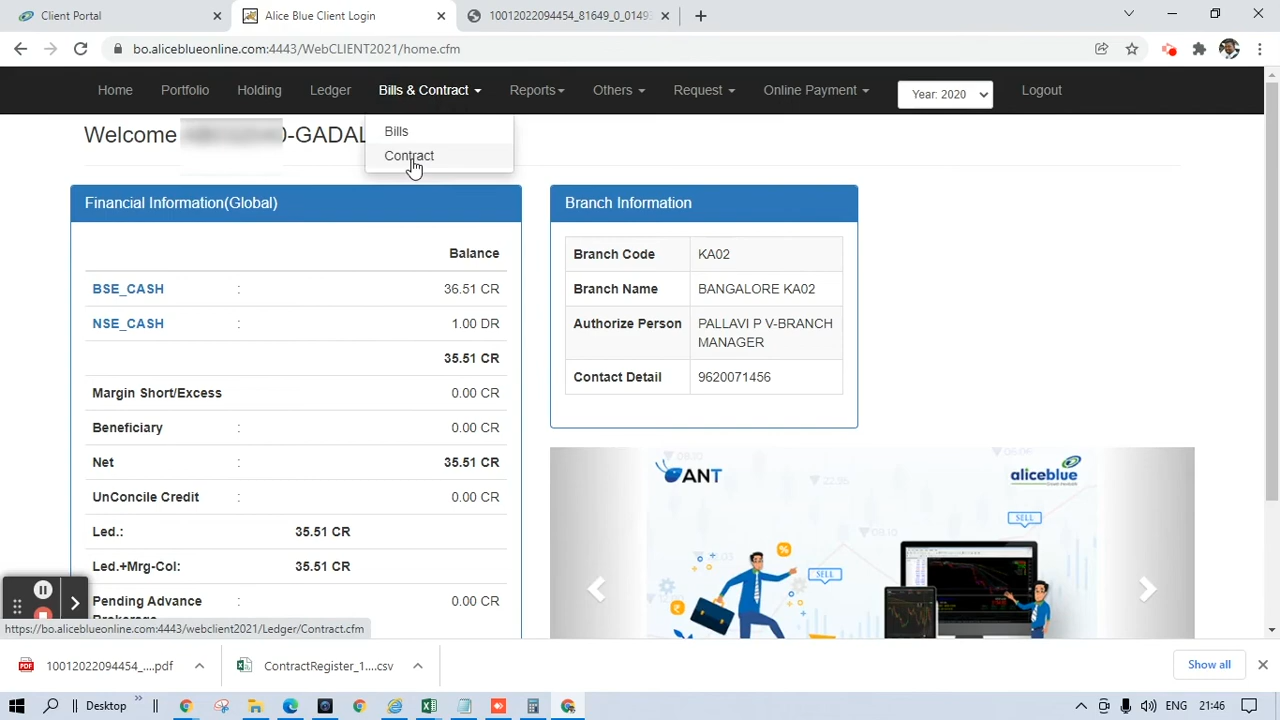 Client Portal
Alice Blue Client Login
10012022094454_81649_0_01493
bo.aliceblueonline.com:4443/WebCLIENT2021/home.cfm
Home Portfolio Holding Ledger Bills & Contract Reports Others Request Online Payment Year: 2020 Logout
Bills
Contract
Welcome -GADAL
Financial Information(Global)
Balance
BSE_CASH : 36.51 CR
NSE_CASH : 1.00 DR
35.51 CR
Margin Short/Excess 0.00 CR
Beneficiary : 0.00 CR
Net : 35.51 CR
UnConcile Credit : 0.00 CR
Led.: 35.51 CR
Led.+Mrg-Col: 35.51 CR
Pending Advance : 0.00 CR
Branch Information
Branch Code KA02
Branch Name BANGALORE KA02
Authorize Person PALLAVI P V-BRANCH
MANAGER
Contact Detail 9620071456
ANT
aliceblue
SELL
SELL
https://bo.aliceblueonline.com:4443/webclient2021/Ledger/Contract.cfm
10012022094454_....pdf
ContractRegister_1....csv
Show all
Desktop
ENG
21:46